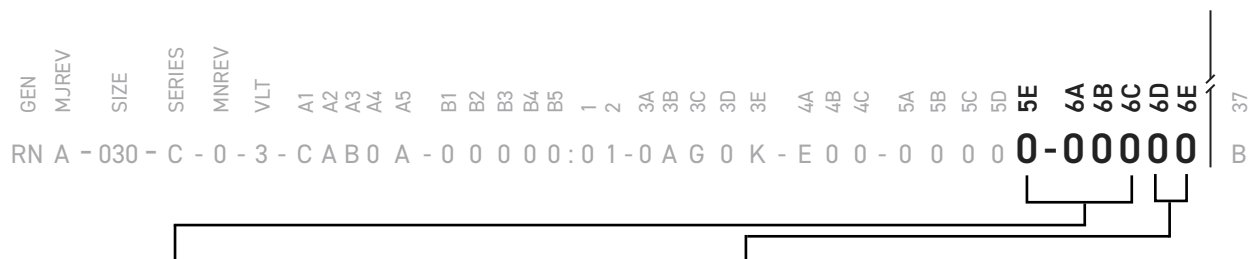 GEN MJREV SIZE SERIES MNREV VLT A1 A2 A3 A4 A5 B1 B2 B3 B4 B5 1 2 3A 3B 3C 3D 3E 4A 4B 4C 5A 5B 5C 5D 5E 6A 6B 6C 6D 6E 37
RN A - 030 - C - 0 - 3 - C A B 0 A - 0 0 0 0 0 : 0 1 - 0 A G 0 K - E 0 0 - 0 0 0 0 0 - 0 0 0 0 0 B